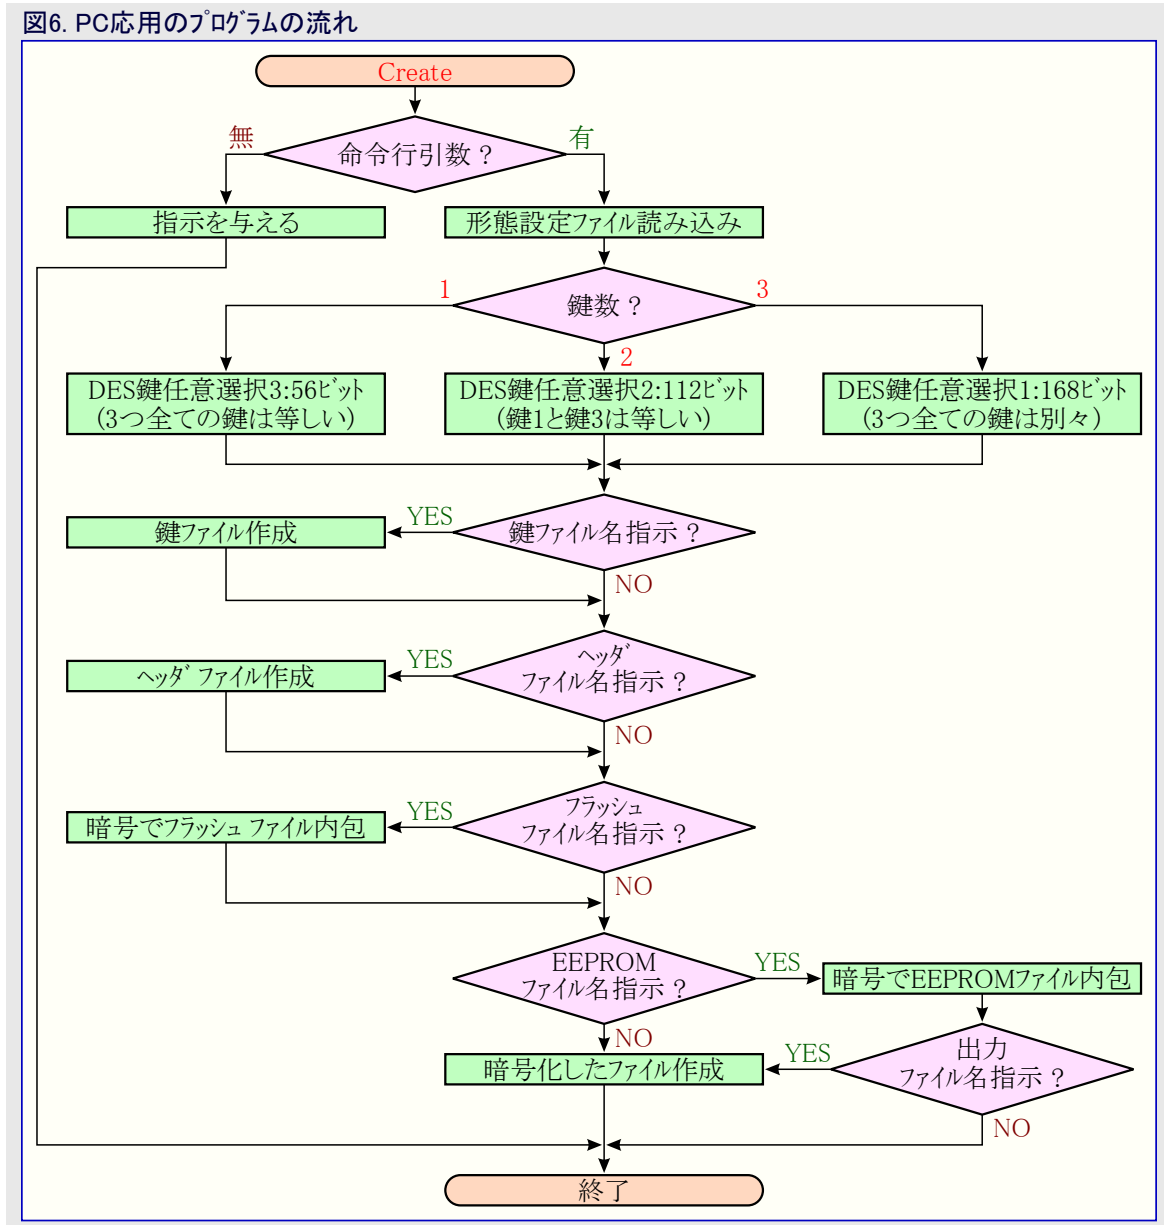 図6. PC応用のﾌﾟﾛｸﾞﾗﾑの流れ
Create
無
有
命令行引数 ?
指示を与える
形態設定ﾌｧｲﾙ読み込み
1
3
鍵数 ?
2
DES鍵任意選択3:56ﾋﾞｯﾄ
(3つ全ての鍵は等しい)
DES鍵任意選択2:112ﾋﾞｯﾄ
(鍵1と鍵3は等しい)
DES鍵任意選択1:168ﾋﾞｯﾄ
(3つ全ての鍵は別々)
鍵ﾌｧｲﾙ作成
YES
鍵ﾌｧｲﾙ名指示 ?
NO
ﾍｯﾀﾞ ﾌｧｲﾙ作成
YES
ﾍｯﾀﾞ
ﾌｧｲﾙ名指示 ?
NO
暗号でﾌﾗｯｼｭ ﾌｧｲﾙ内包
YES
ﾌﾗｯｼｭ
ﾌｧｲﾙ名指示 ?
NO
EEPROM
ﾌｧｲﾙ名指示 ?
YES
暗号でEEPROMﾌｧｲﾙ内包
NO
暗号化したﾌｧｲﾙ作成
YES
出力
ﾌｧｲﾙ名指示 ?
NO
終了